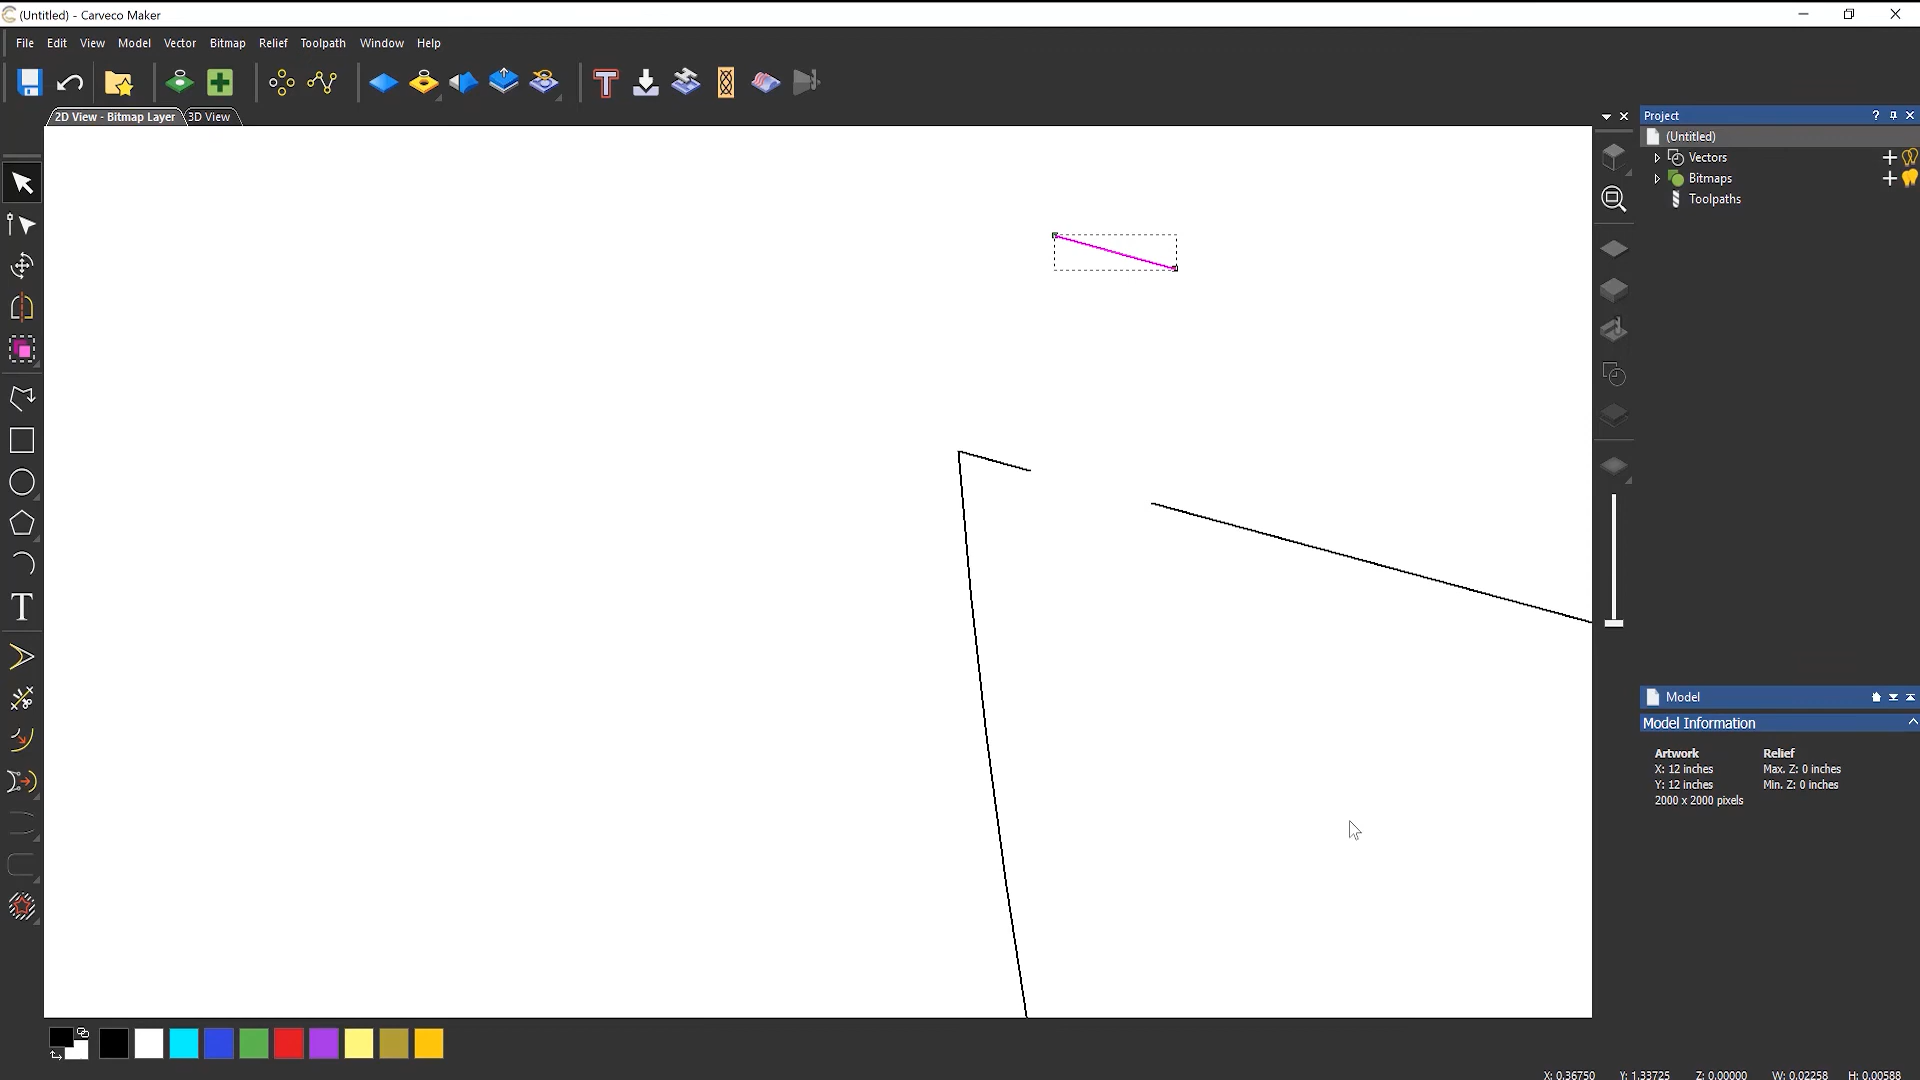 (Untitled) - Carveco Maker
File Edit View Model Vector Bitmap Relief Toolpath Window Help
2D View - Bitmap Layer 3D View
Project ?
(Untitled)
Vectors
Bitmaps
Toolpaths
T
T
Model
Model Information
Artwork Relief
X: 12 inches Max. Z: 0 inches
Y: 12 inches Min. Z: 0 inches
2000 x 2000 pixels
X: 0.36750 Y: 1.33725 Z: 0.00000 W: 0.02258 H: 0.00588